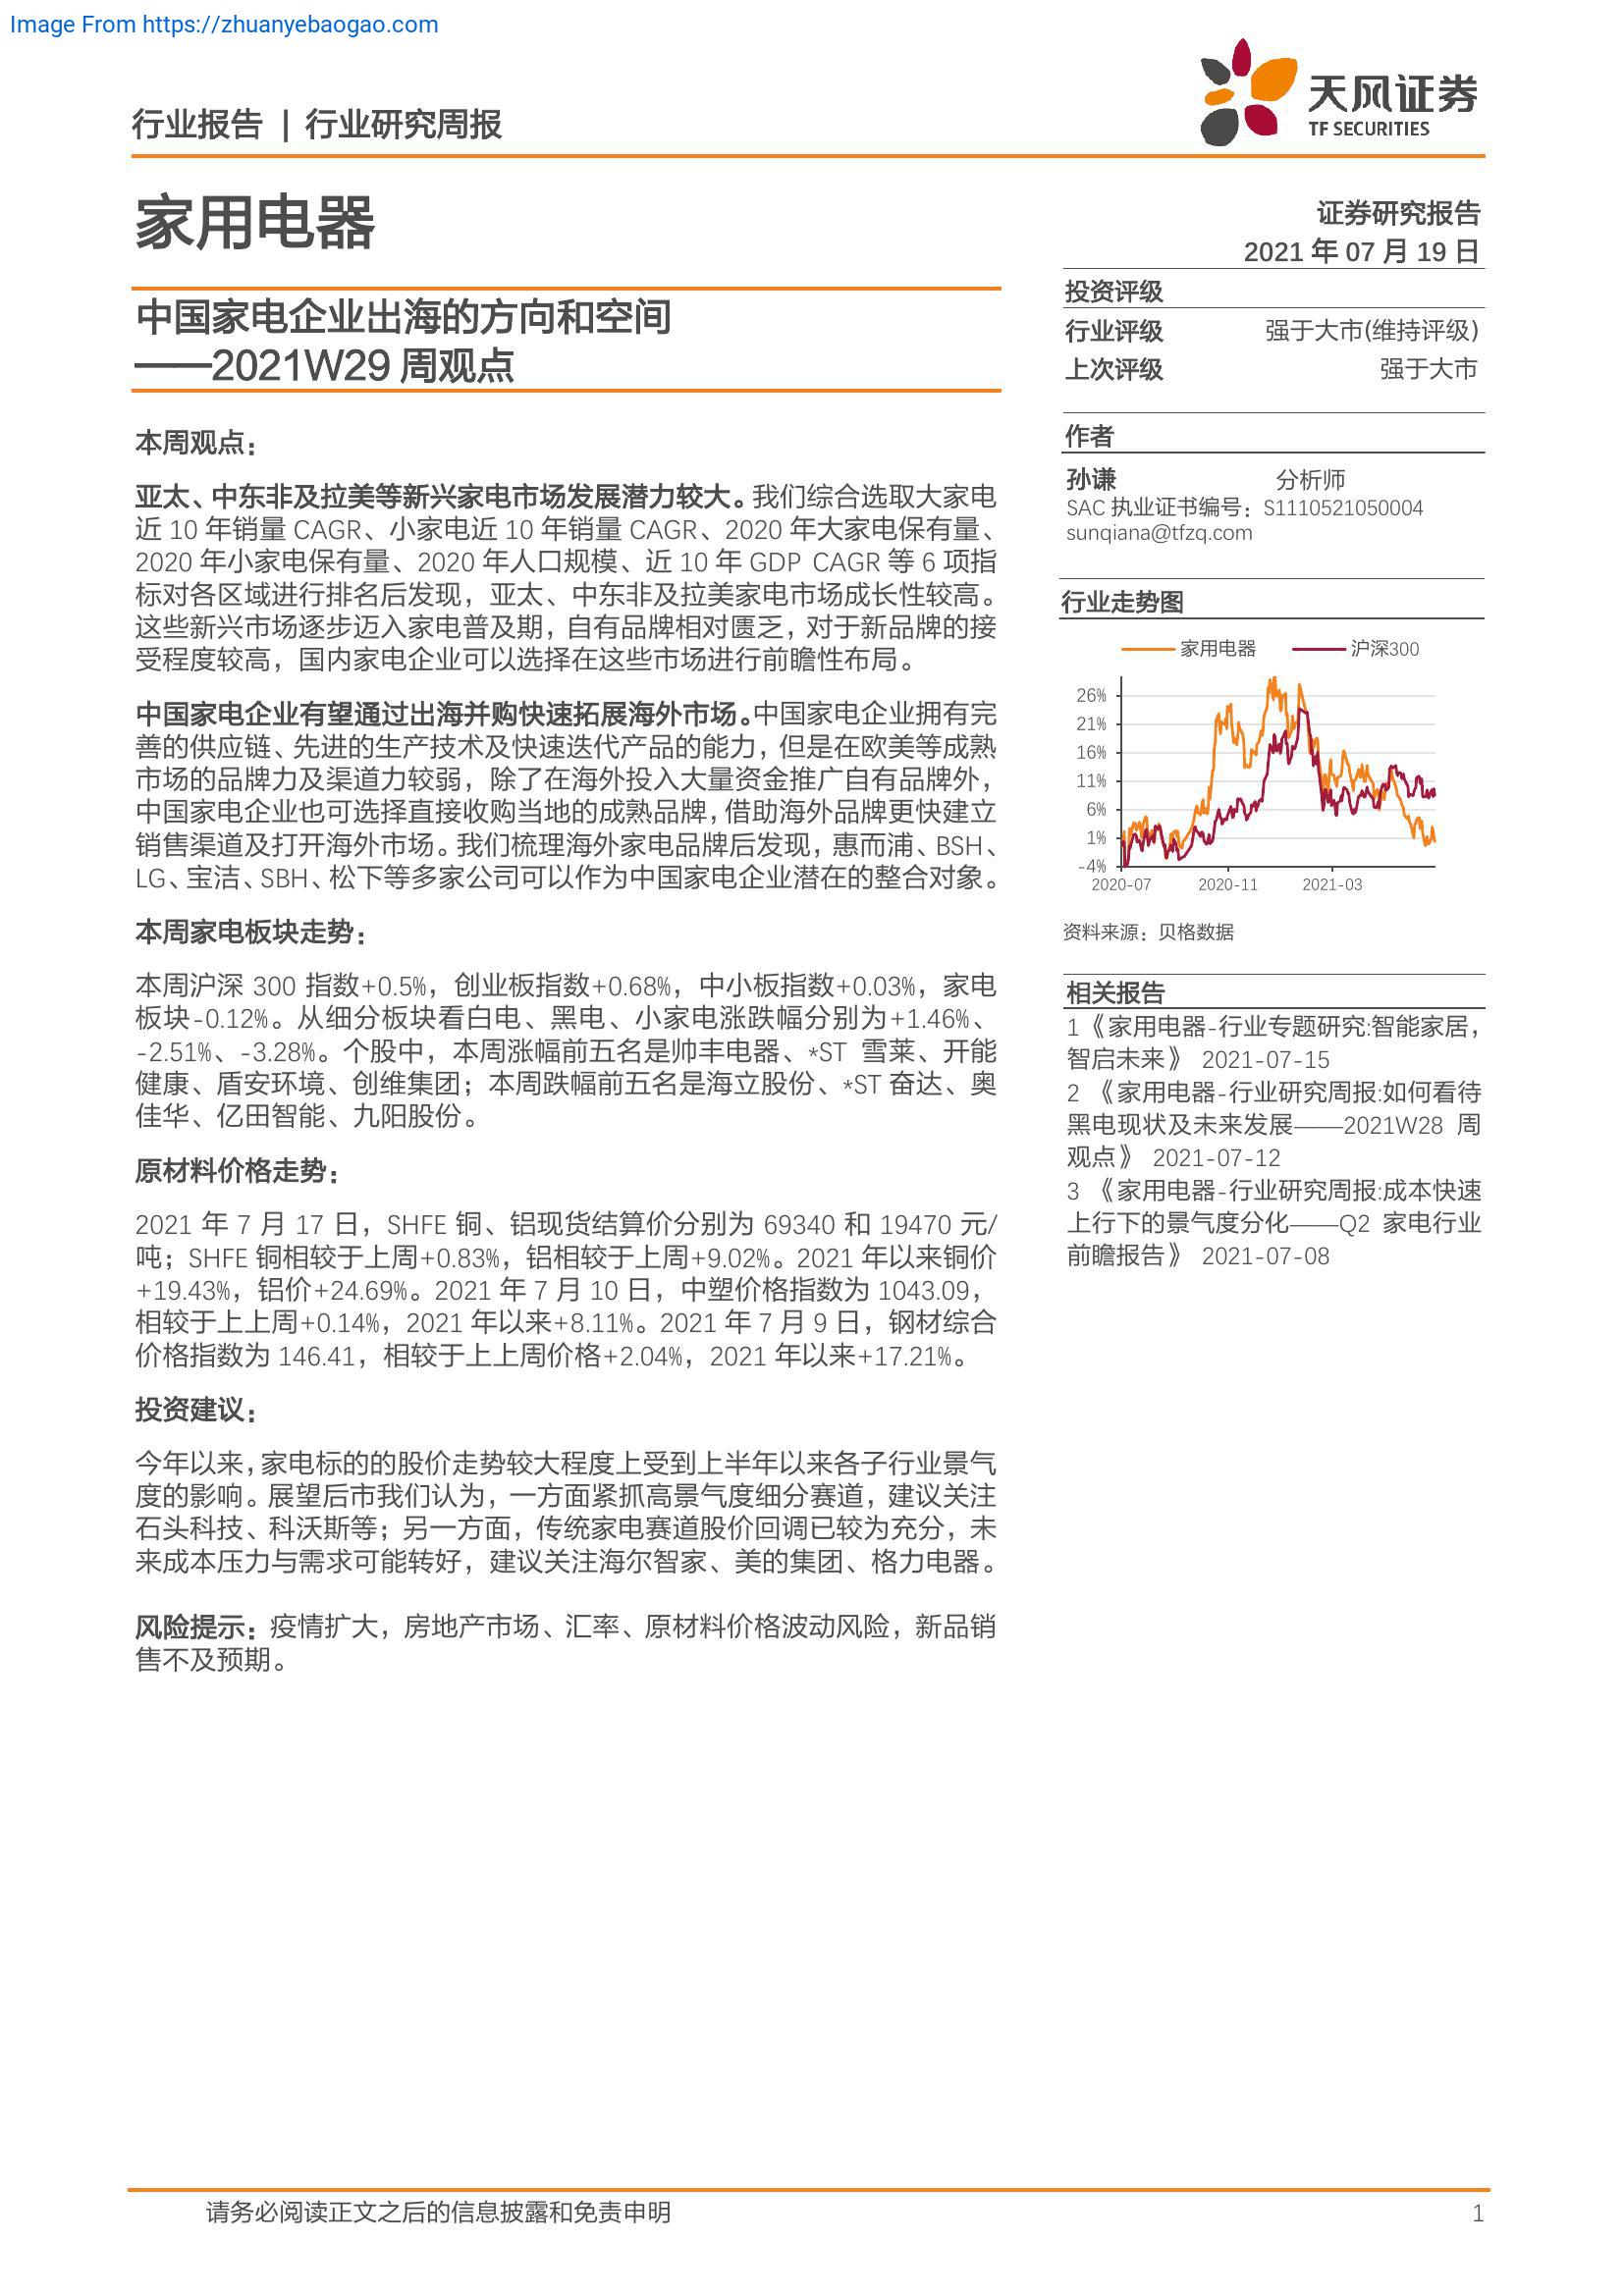 Image From https://zhuanyebaogao.com
行业报告 | 行业研究周报
天风证券
TF SECURITIES
家用电器
中国家电企业出海的方向和空间
——2021W29 周观点
本周观点：
亚太、中东非及拉美等新兴家电市场发展潜力较大。我们综合选取大家电
近 10 年销量 CAGR、小家电近 10 年销量 CAGR、2020 年大家电保有量、
2020 年小家电保有量、2020 年人口规模、近 10 年 GDP CAGR 等 6 项指
标对各区域进行排名后发现，亚太、中东非及拉美家电市场成长性较高。
这些新兴市场逐步迈入家电普及期，自有品牌相对匮乏，对于新品牌的接
受程度较高，国内家电企业可以选择在这些市场进行前瞻性布局。
中国家电企业有望通过出海并购快速拓展海外市场。中国家电企业拥有完
善的供应链、先进的生产技术及快速迭代产品的能力，但是在欧美等成熟
市场的品牌力及渠道力较弱，除了在海外投入大量资金推广自有品牌外，
中国家电企业也可选择直接收购当地的成熟品牌，借助海外品牌更快建立
销售渠道及打开海外市场。我们梳理海外家电品牌后发现，惠而浦、BSH、
LG、宝洁、SBH、松下等多家公司可以作为中国家电企业潜在的整合对象。
本周家电板块走势：
本周沪深 300 指数+0.5%，创业板指数+0.68%，中小板指数+0.03%，家电
板块-0.12%。从细分板块看白电、黑电、小家电涨跌幅分别为+1.46%、
-2.51%、-3.28%。个股中，本周涨幅前五名是帅丰电器、*ST 雪莱、开能
健康、盾安环境、创维集团；本周跌幅前五名是海立股份、*ST 奋达、奥
佳华、亿田智能、九阳股份。
原材料价格走势：
2021 年 7 月 17 日，SHFE 铜、铝现货结算价分别为 69340 和 19470 元/
吨；SHFE 铜相较于上周+0.83%，铝相较于上周+9.02%。2021 年以来铜价
+19.43%，铝价+24.69%。2021 年 7 月 10 日，中塑价格指数为 1043.09，
相较于上上周+0.14%，2021 年以来+8.11%。2021 年 7 月 9 日，钢材综合
价格指数为 146.41，相较于上上周价格+2.04%，2021 年以来+17.21%。
投资建议：
今年以来，家电标的的股价走势较大程度上受到上半年以来各子行业景气
度的影响。展望后市我们认为，一方面紧抓高景气度细分赛道，建议关注
石头科技、科沃斯等；另一方面，传统家电赛道股价回调已较为充分，未
来成本压力与需求可能转好，建议关注海尔智家、美的集团、格力电器。
风险提示：疫情扩大，房地产市场、汇率、原材料价格波动风险，新品销
售不及预期。
证券研究报告
2021 年 07 月 19 日
投资评级
行业评级 强于大市(维持评级)
上次评级 强于大市
作者
孙谦 分析师
SAC 执业证书编号：S1110521050004
sunqiana@tfzq.com
行业走势图
家用电器 沪深300
26%
21%
16%
11%
6%
1%
-4%
2020-07 2020-11 2021-03
资料来源：贝格数据
相关报告
1《家用电器-行业专题研究:智能家居，
智启未来》 2021-07-15
2 《家用电器-行业研究周报:如何看待
黑电现状及未来发展——2021W28 周
观点》 2021-07-12
3 《家用电器-行业研究周报:成本快速
上行下的景气度分化——Q2 家电行业
前瞻报告》 2021-07-08
请务必阅读正文之后的信息披露和免责申明 1